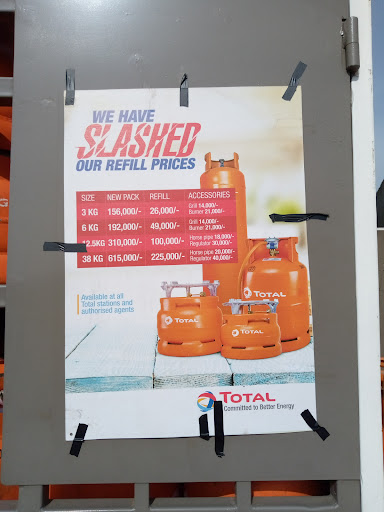 WE HAVE
SLASHED
OUR REFILL PRICES
SIZE NEW PACK REFILL ACCESSORIES
3 KG 156,000/- 26,000/- Grill 14,000/-
Burner 21,000/-
6 KG 192,000/- 49,000/- Grill 14,000/-
Burner 21,000/-
12.5KG 310,000/- 100,000/- Horse pipe 18,000/-
Regulator 30,000/-
38 KG 615,000/- 225,000/- Horse pipe 20,000/-
Regulator 40,000/-
Available at all
Total stations and
authorised agents
TOTAL
TOTAL
TOTAL
TOTAL
Committed to Better Energy